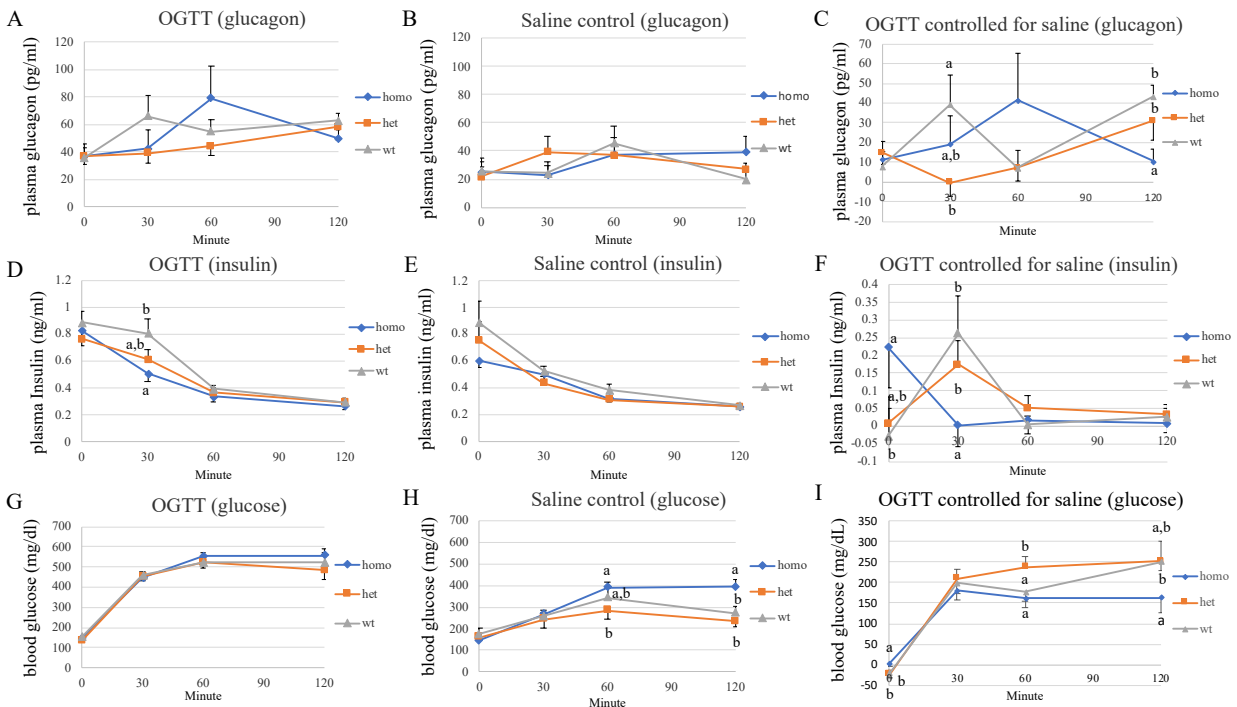 A
OGTT (glucagon)
plasma glucagon (pg/ml)
120
100
80
60
40
20
0
0 30 60 90 120
Minute
homo
het
wt
B
Saline control (glucagon)
plasma glucagon (pg/ml)
120
100
80
60
40
20
0
0 30 60 90 120
Minute
homo
het
wt
C
OGTT controlled for saline (glucagon)
plasma glucagon (pg/ml)
70
60
50
40
30
20
10
0
-10
-20
0 30 60 90 120
Minute
a
a,b
b
b
b
a
homo
het
wt
D
OGTT (insulin)
plasma Insulin (ng/ml)
1.2
1
0.8
0.6
0.4
0.2
0
0 30 60 90 120
Minute
b
a,b
a
homo
het
wt
E
Saline control (insulin)
plasma insulin (ng/ml)
1.2
1
0.8
0.6
0.4
0.2
0
0 30 60 90 120
Minute
homo
het
wt
F
OGTT controlled for saline (insulin)
plasma Insulin (ng/ml)
0.4
0.35
0.3
0.25
0.2
0.15
0.1
0.05
0
-0.05
-0.1
0 30 60 90 120
Minute
a
a,b
b
b
b
a
homo
het
wt
G
OGTT (glucose)
blood glucose (mg/dl)
700
600
500
400
300
200
100
0
0 30 60 90 120
Minute
homo
het
wt
H
Saline control (glucose)
blood glucose (mg/dl)
700
600
500
400
300
200
100
0
0 30 60 90 120
Minute
a
a,b
b
a
b
b
homo
het
wt
I
OGTT controlled for saline (glucose)
blood glucose (mg/dL)
350
300
250
200
150
100
50
0
-50
0 30 60 90 120
Minute
a
b
b
b
a
a
a,b
b
a
homo
het
wt